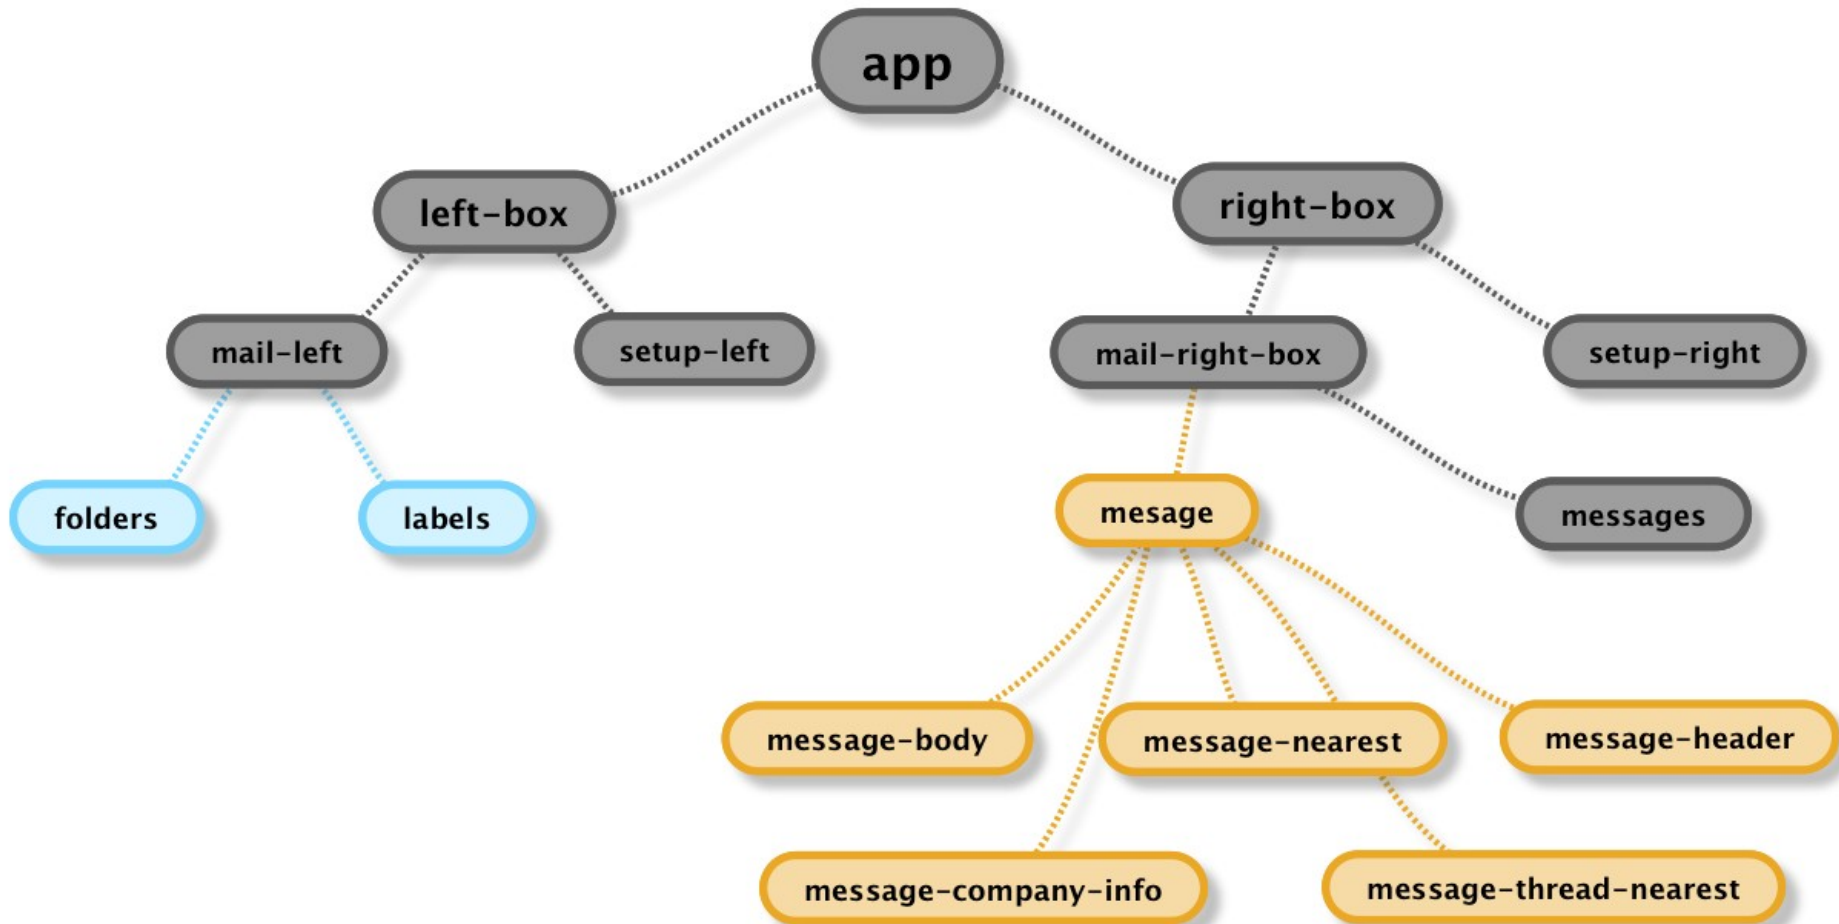 app
left-box
right-box
mail-left
setup-left
mail-right-box
setup-right
folders
labels
mesage
messages
message-body
message-nearest
message-header
message-company-info
message-thread-nearest